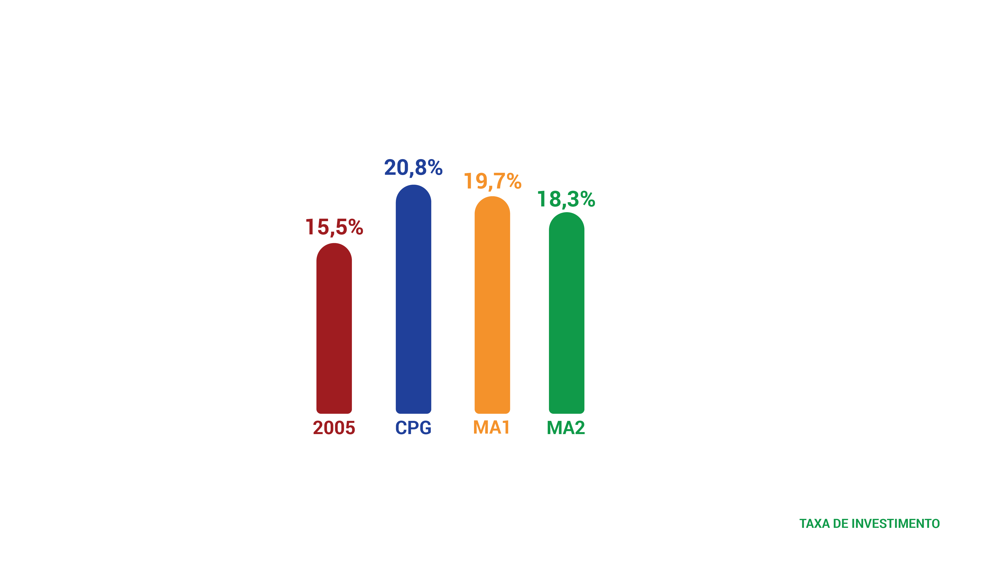 20,8%
19,7%
18,3%
15,5%
2005
CPG
MA1
MA2
TAXA DE INVESTIMENTO